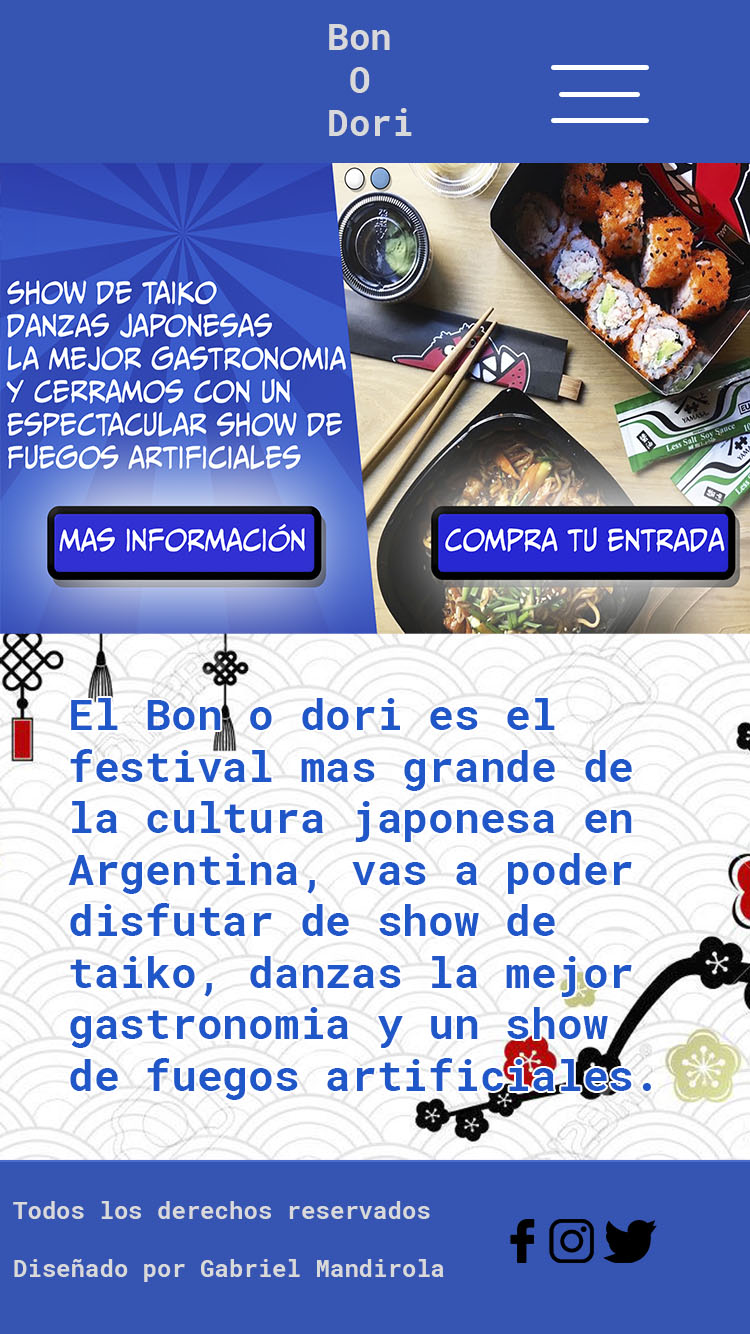 Bon
O
Dori
SHOW DE TAIKO
DANZAS JAPONESAS
LA MEJOR GASTRONOMIA
Y CERRAMOS CON UN
ESPECTACULAR SHOW DE
FUEGOS ARTIFICIALES
MAS INFORMACIÓN
COMPRA TU ENTRADA
Less Salt Soy Sauce
El Bon o dori es el
festival mas grande de
la cultura japonesa en
Argentina, vas a poder
disfutar de show de
taiko, danzas la mejor
gastronomia y un show
de fuegos artificiales.
Todos los derechos reservados
Diseñado por Gabriel Mandirola